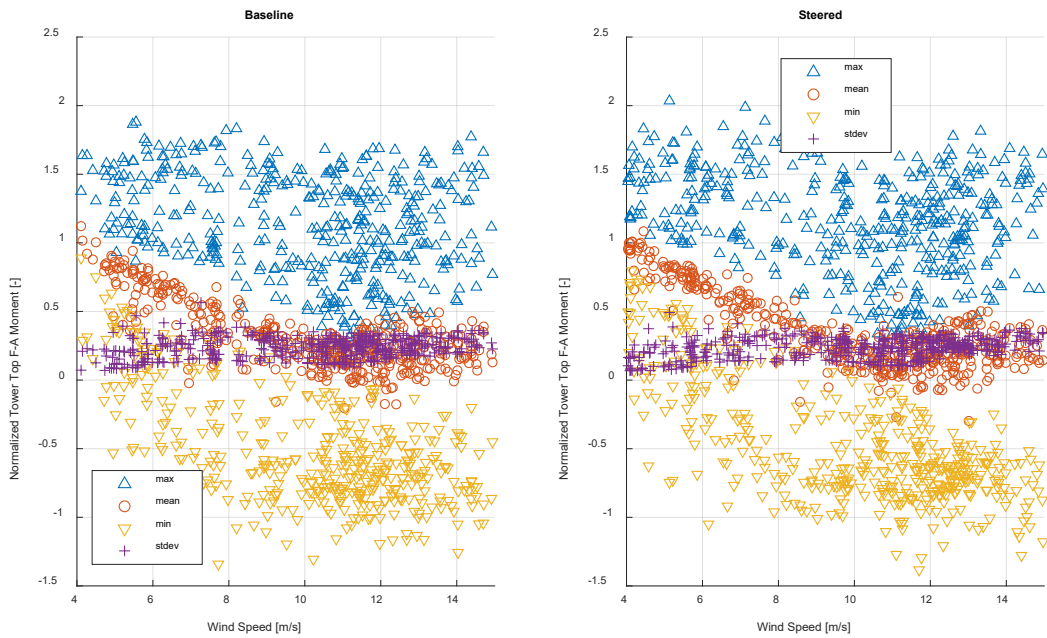 Baseline
2.5
2
1.5
1
0.5
0
-0.5
-1
-1.5
Normalized Tower Top F-A Moment [-]
4
6
8
10
12
14
Wind Speed [m/s]
max
mean
min
stdev
Steered
2.5
2
1.5
1
0.5
0
-0.5
-1
-1.5
Normalized Tower Top F-A Moment [-]
4
6
8
10
12
14
Wind Speed [m/s]
max
mean
min
stdev